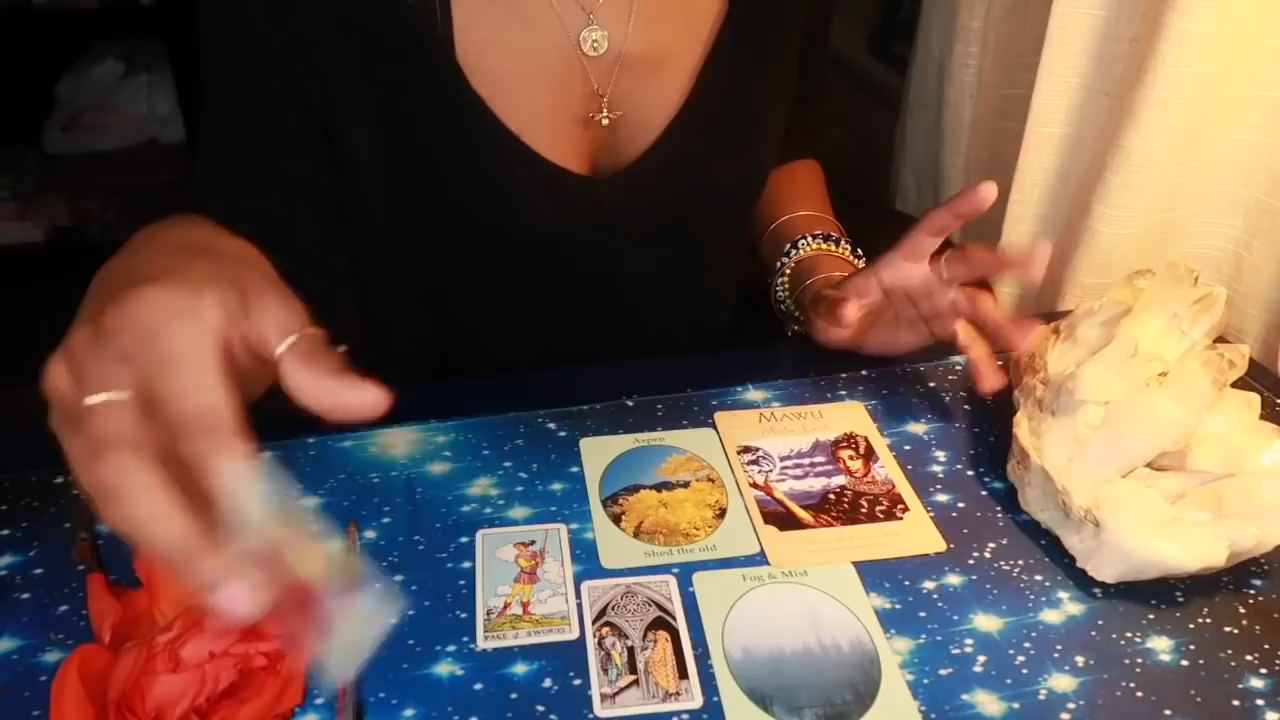 MAWU
Aspen
Shed the old
PAGE of SWORDS
Fog & Mist